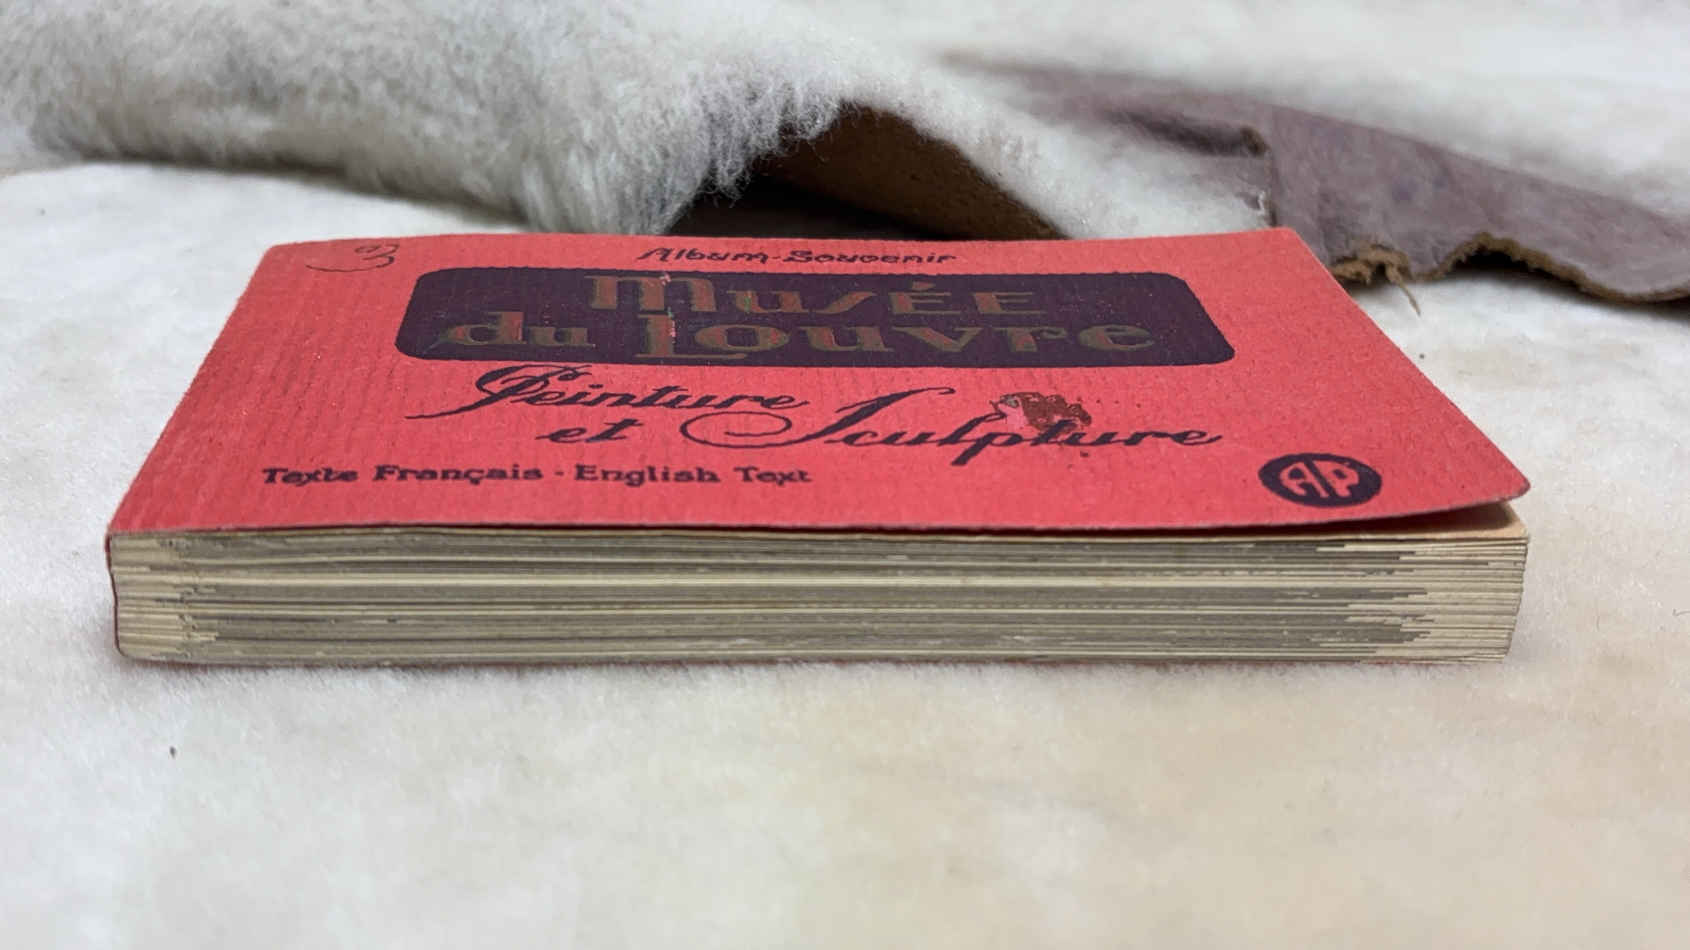 Album-Souvenir
Musée
du Louvre
Peinture
et Sculpture
Texte Français - English Text
AP